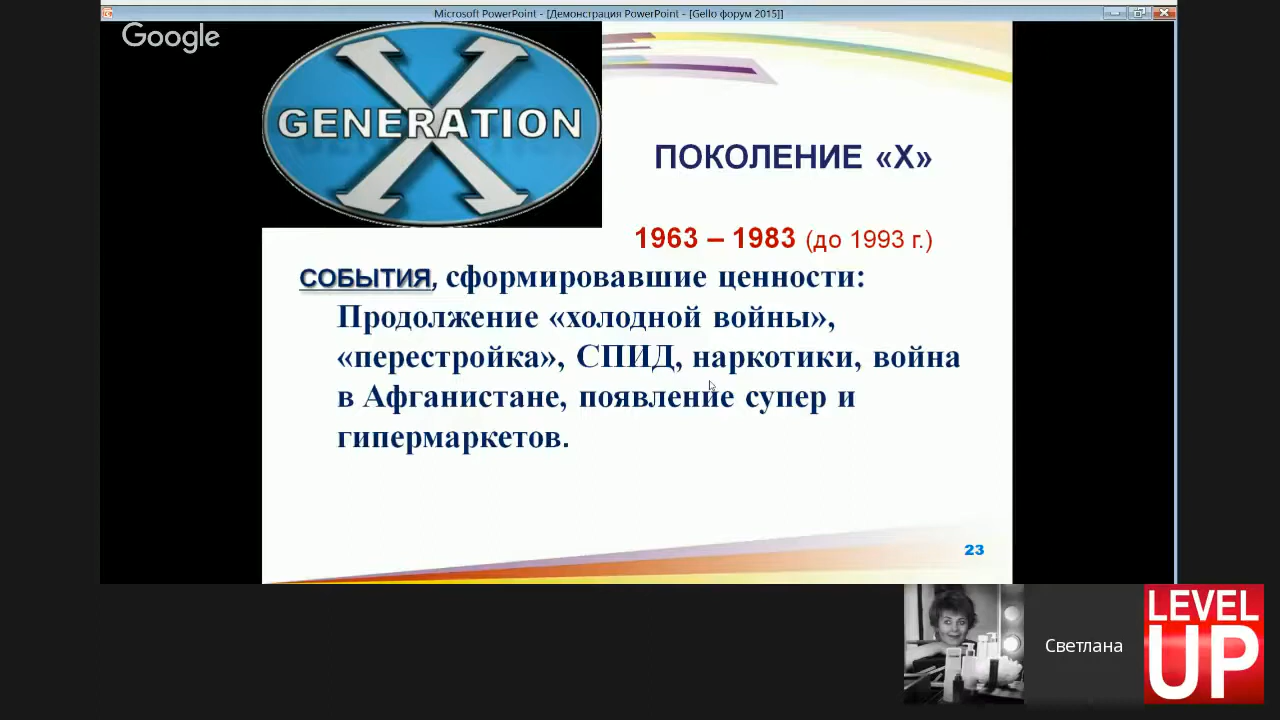 Microsoft PowerPoint - [Демонстрация PowerPoint - [Gello форум 2015]]
Google
GENERATION
X
ПОКОЛЕНИЕ «X»
1963 – 1983 (до 1993 г.)
СОБЫТИЯ, сформировавшие ценности:
Продолжение «холодной войны»,
«перестройка», СПИД, наркотики, война
в Афганистане, появление супер и
гипермаркетов.
23
Светлана
LEVEL
UP